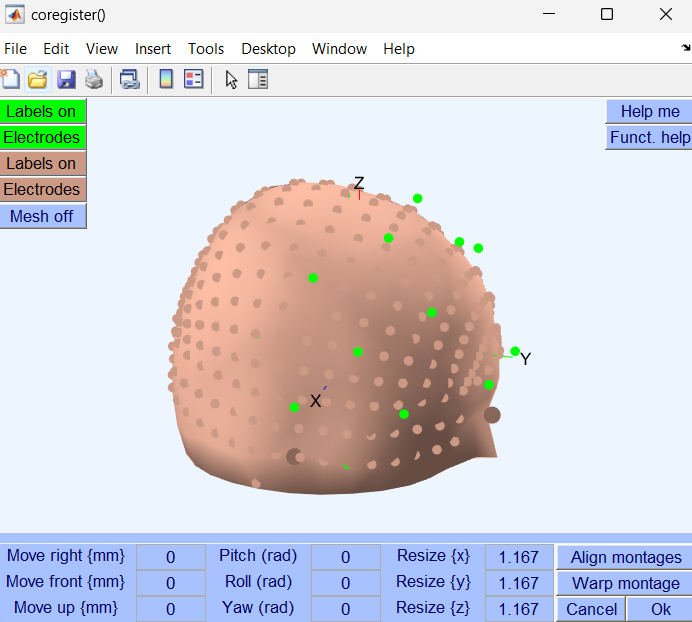 coregister()
File Edit View Insert Tools Desktop Window Help
Labels on
Help me
Electrodes
Funct. help
Labels on
Electrodes
Mesh off
Z
Y
X
Move right {mm} 0 Pitch (rad) 0 Resize {x} 1.167 Align montages
Move front {mm} 0 Roll (rad) 0 Resize {y} 1.167 Warp montage
Move up {mm} 0 Yaw (rad) 0 Resize {z} 1.167 Cancel Ok